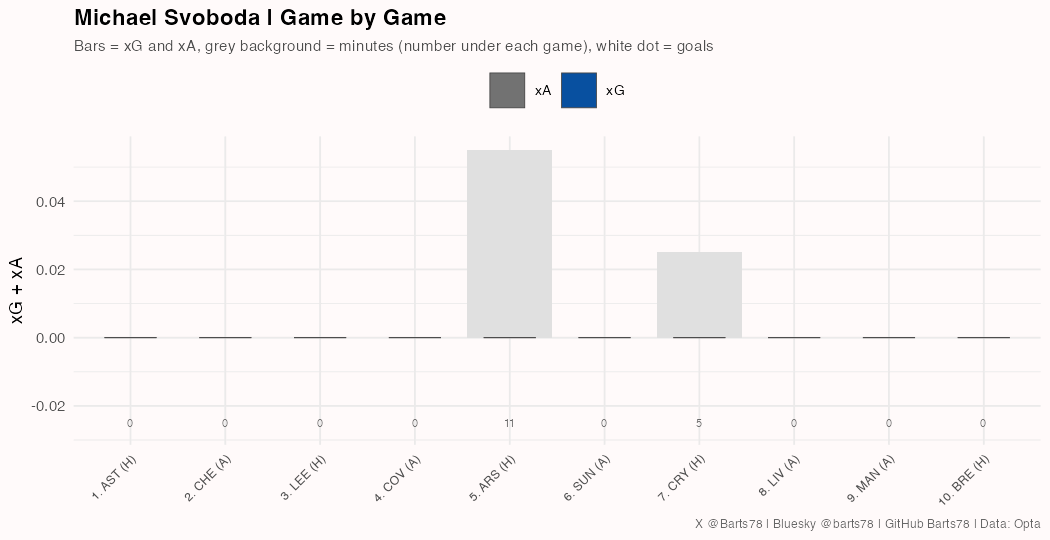 Michael Svoboda | Game by Game
Bars = xG and xA, grey background = minutes (number under each game), white dot = goals
xA xG
xG + xA
0.04
0.02
0.00
-0.02
0 0 0 0 11 0 5 0 0 0
1. AST (H) 2. CHE (A) 3. LEE (H) 4. COV (A) 5. ARS (H) 6. SUN (A) 7. CRY (H) 8. LIV (A) 9. MAN (A) 10. BRE (H)
X @Barts78 | Bluesky @barts78 | GitHub Barts78 | Data: Opta